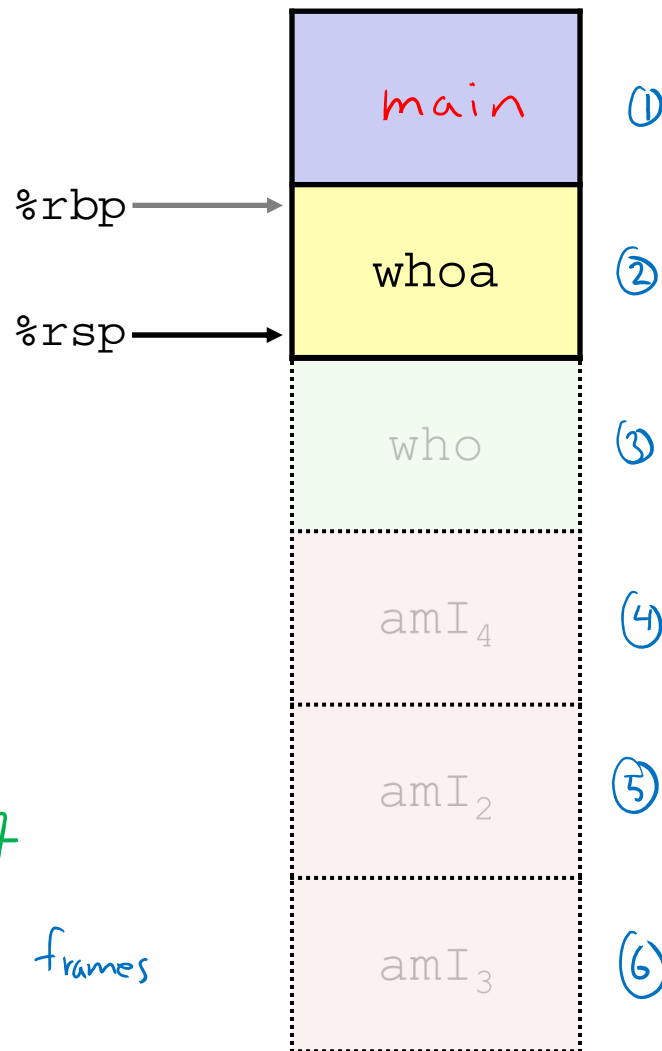 main ①
%rbp
whoa ②
%rsp
who ③
amI₄ ④
amI₂ ⑤
frames
amI₃ ⑥